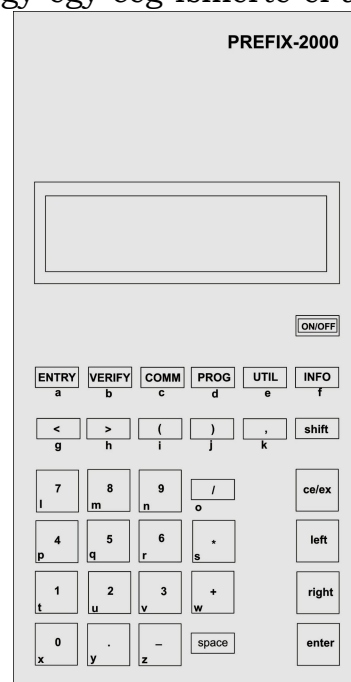 PREFIX-2000
ON/OFF
ENTRY VERIFY COMM PROG UTIL INFO
a b c d e f
< > ( ) , shift
g h i j k
7 8 9 / ce/ex
l m n o
4 5 6 * left
p q r s
1 2 3 + right
t u v w
0 . – space enter
x y z